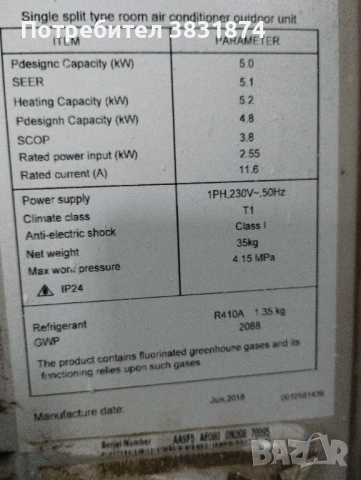 Потребител 3831874
Single split type room air conditioner outdoor unit
ITEM PARAMETER
Pdesignc Capacity (kW) 5.0
SEER 5.1
Heating Capacity (kW) 5.2
Pdesignh Capacity (kW) 4.8
SCOP 3.8
Rated power input (kW) 2.55
Rated current (A) 11.6
Power supply 1PH,230V~,50Hz
Climate class T1
Anti-electric shock Class I
Net weight 35kg
Max work pressure 4.15 MPa
IP24
Refrigerant R410A 1.35 kg
GWP 2088
The product contains fluorinated greenhouse gases and its
functioning relies upon such gases.
Manufacture date: Jun,2018
Serial Number
bazar